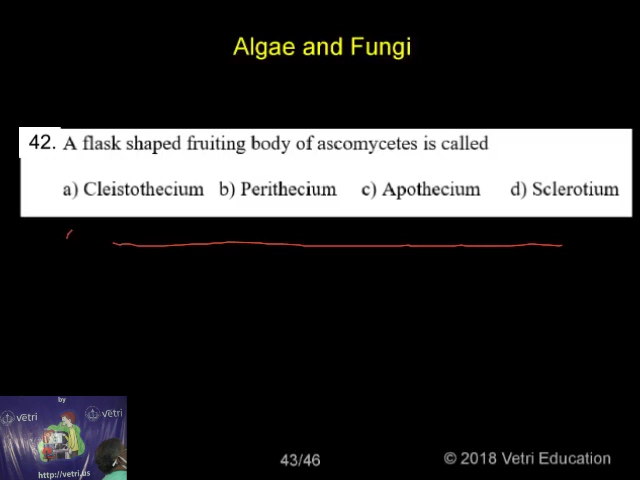 Algae and Fungi
42. A flask shaped fruiting body of ascomycetes is called
a) Cleistothecium b) Perithecium c) Apothecium d) Sclerotium
by
vetri vetri
http://vetri.us
43/46
© 2018 Vetri Education